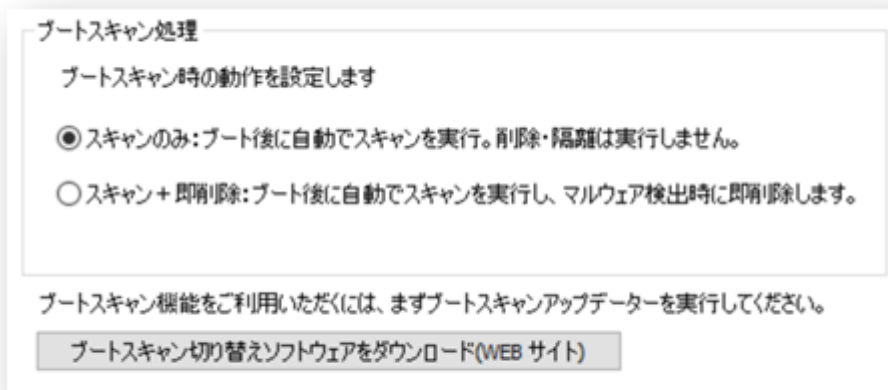 ブートスキャン処理
ブートスキャン時の動作を設定します
スキャンのみ:ブート後に自動でスキャンを実行。削除・隔離は実行しません。
スキャン+即削除:ブート後に自動でスキャンを実行し、マルウェア検出時に即削除します。
ブートスキャン機能をご利用いただくには、まずブートスキャンアップデーターを実行してください。
ブートスキャン切り替えソフトウェアをダウンロード(WEB サイト)